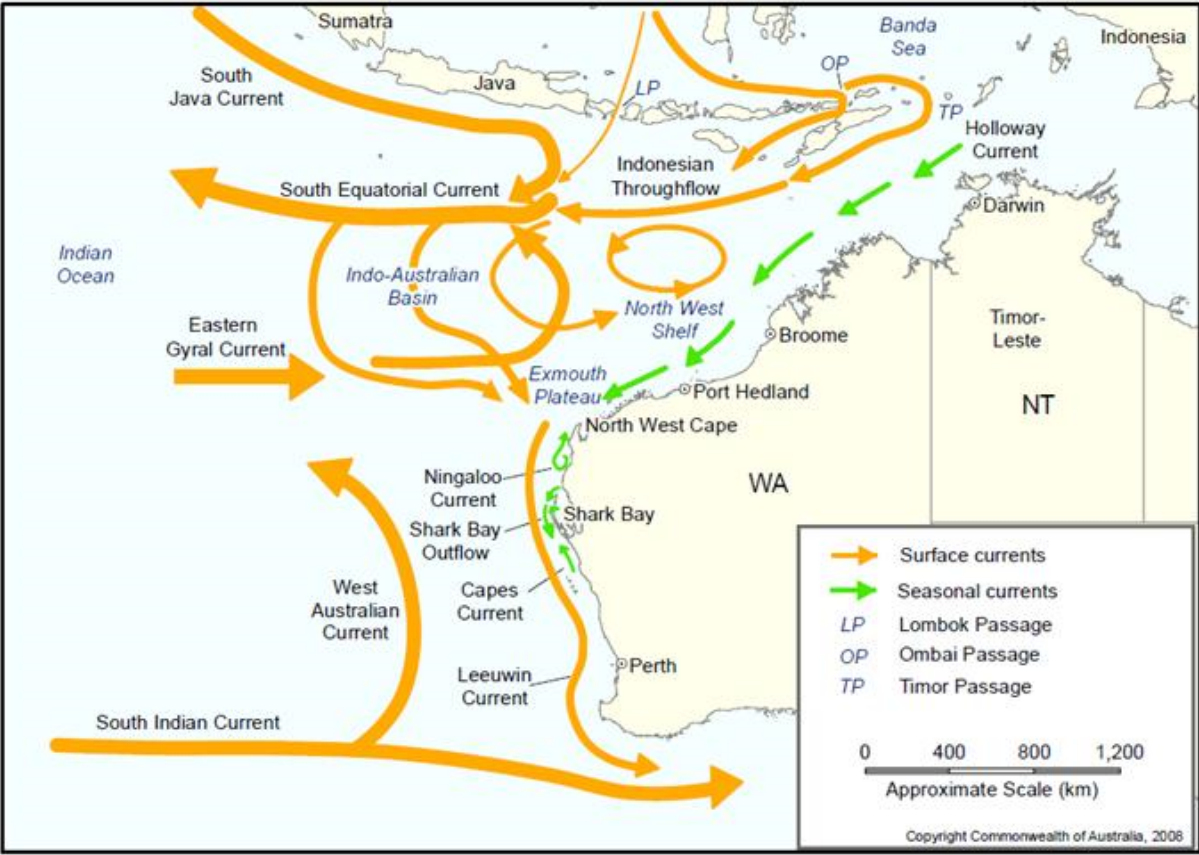 Sumatra
Banda
Sea
Indonesia
South
Java Current
Java
LP
OP
TP
Holloway
Current
Indonesian
Throughflow
South Equatorial Current
Darwin
Indian
Ocean
Indo-Australian
Basin
North West
Shelf
Timor-
Leste
Eastern
Gyral Current
Broome
Exmouth
Plateau
Port Hedland
NT
North West Cape
Ningaloo
Current
WA
Shark Bay
Shark Bay
Outflow
West
Australian
Current
Capes
Current
Perth
Leeuwin
Current
South Indian Current
Surface currents
Seasonal currents
LP Lombok Passage
OP Ombai Passage
TP Timor Passage
0 400 800 1,200
Approximate Scale (km)
Copyright Commonwealth of Australia, 2008